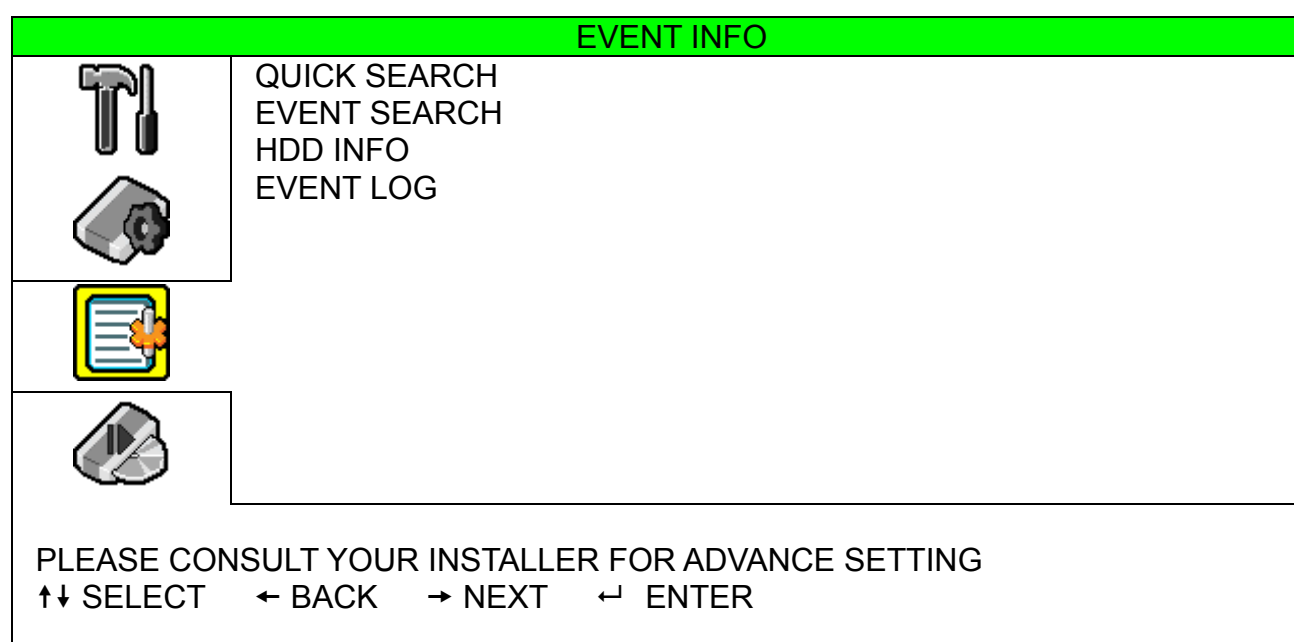 EVENT INFO
QUICK SEARCH
EVENT SEARCH
HDD INFO
EVENT LOG
PLEASE CONSULT YOUR INSTALLER FOR ADVANCE SETTING
↑↓ SELECT ← BACK → NEXT ↵ ENTER